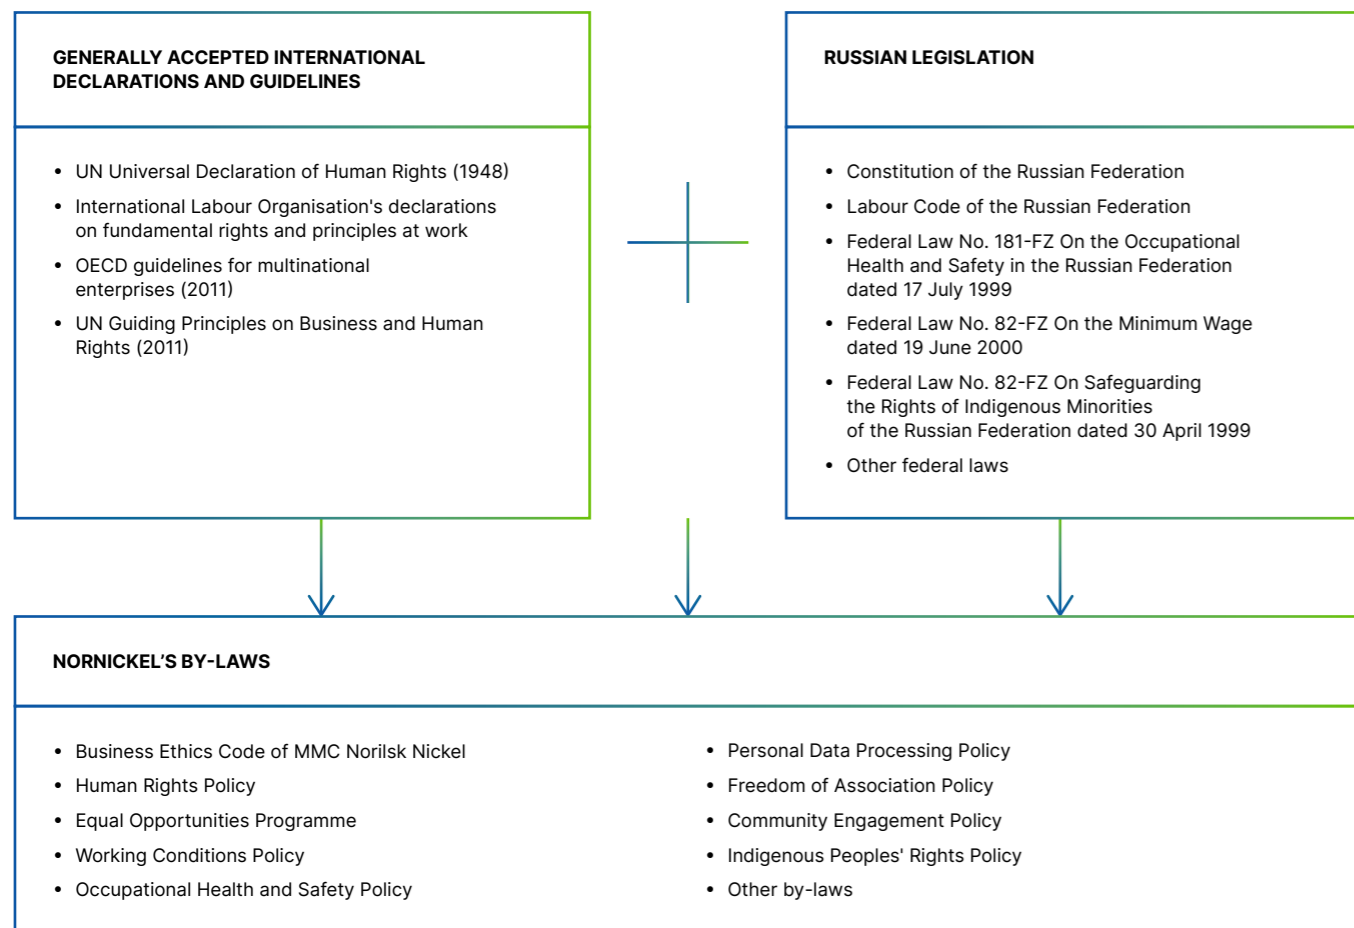 GENERALLY ACCEPTED INTERNATIONAL
DECLARATIONS AND GUIDELINES
• UN Universal Declaration of Human Rights (1948)
• International Labour Organisation's declarations
on fundamental rights and principles at work
• OECD guidelines for multinational
enterprises (2011)
• UN Guiding Principles on Business and Human
Rights (2011)
RUSSIAN LEGISLATION
• Constitution of the Russian Federation
• Labour Code of the Russian Federation
• Federal Law No. 181-FZ On the Occupational
Health and Safety in the Russian Federation
dated 17 July 1999
• Federal Law No. 82-FZ On the Minimum Wage
dated 19 June 2000
• Federal Law No. 82-FZ On Safeguarding
the Rights of Indigenous Minorities
of the Russian Federation dated 30 April 1999
• Other federal laws
NORNICKEL’S BY-LAWS
• Business Ethics Code of MMC Norilsk Nickel
• Human Rights Policy
• Equal Opportunities Programme
• Working Conditions Policy
• Occupational Health and Safety Policy
• Personal Data Processing Policy
• Freedom of Association Policy
• Community Engagement Policy
• Indigenous Peoples' Rights Policy
• Other by-laws